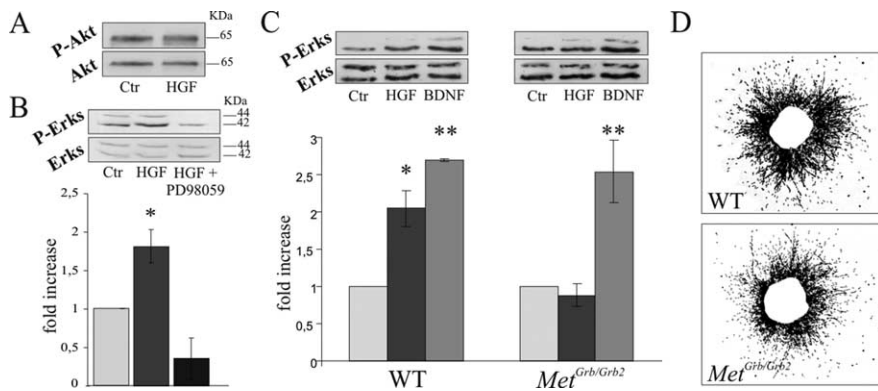 A
P-Akt
Akt
KDa
65
65
Ctr HGF
B
P-Erks
Erks
KDa
44
42
44
42
Ctr HGF HGF +
PD98059
fold increase
2,5
2
1,5
1
0,5
0
*
C
P-Erks
Erks
Ctr HGF BDNF
Ctr HGF BDNF
fold increase
3
2,5
2
1,5
1
0,5
0
*
**
**
WT
Met^Grb/Grb2
D
WT
Met^Grb/Grb2